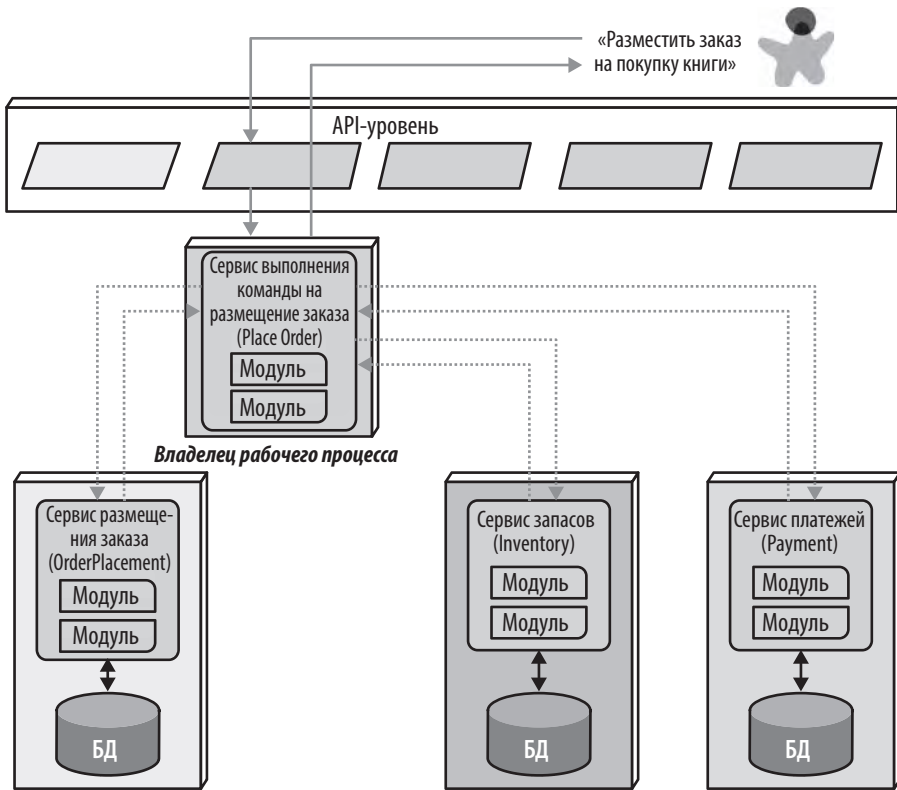 «Разместить заказ
на покупку книги»
API-уровень
Сервис выполнения
команды на
размещение заказа
(Place Order)
Модуль
Модуль
Владелец рабочего процесса
Сервис размеще-
ния заказа
(OrderPlacement)
Модуль
Модуль
БД
Сервис запасов
(Inventory)
Модуль
Модуль
БД
Сервис платежей
(Payment)
Модуль
Модуль
БД